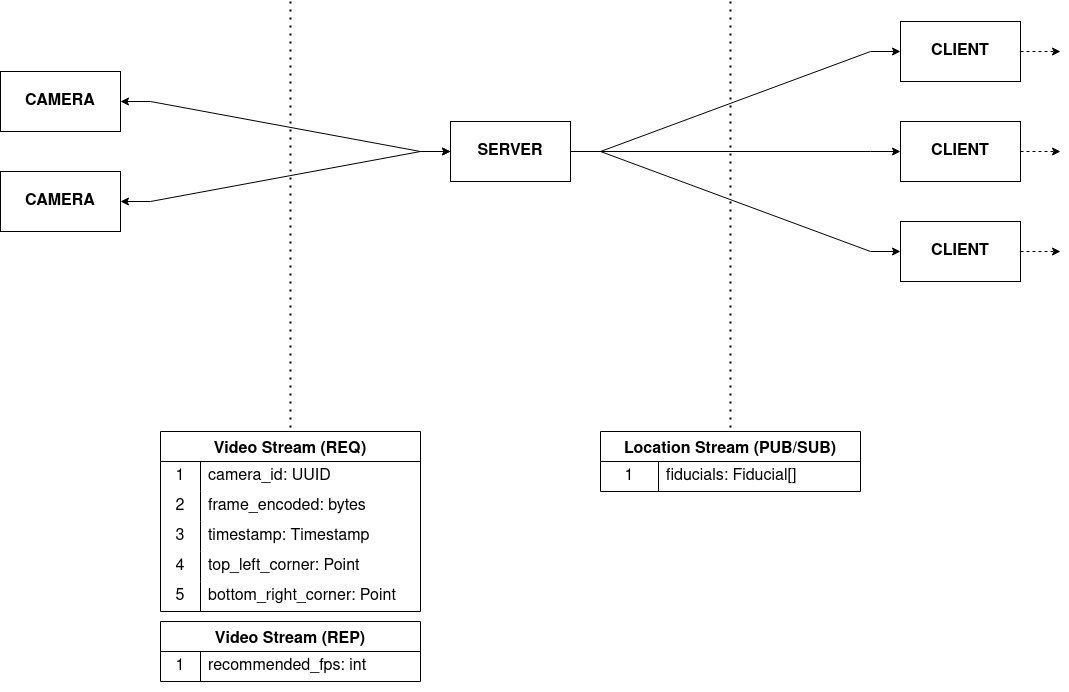 CLIENT
CAMERA
SERVER
CLIENT
CAMERA
CLIENT
Video Stream (REQ)
1 camera_id: UUID
2 frame_encoded: bytes
3 timestamp: Timestamp
4 top_left_corner: Point
5 bottom_right_corner: Point
Video Stream (REP)
1 recommended_fps: int
Location Stream (PUB/SUB)
1 fiducials: Fiducial[]